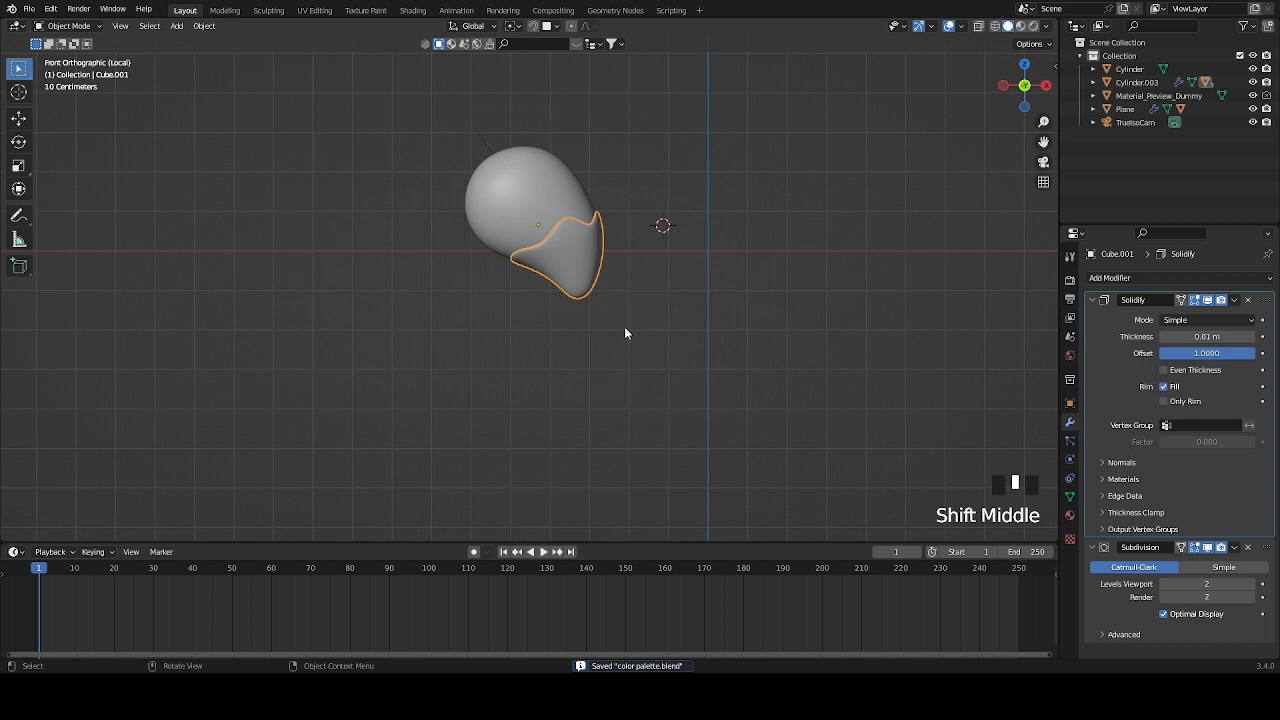 File Edit Render Window Help Layout Modeling Sculpting UV Editing Texture Paint Shading Animation Rendering Compositing Geometry Nodes Scripting + Scene ViewLayer
Object Mode View Select Add Object Global
Options
Front Orthographic (Local)
(1) Collection | Cube.001
10 Centimeters
Z
Y
X
Shift Middle
Scene Collection
Collection
Cylinder
Cylinder.003
Material_Preview_Dummy
Plane
TrueIsoCam
Cube.001 > Solidify
Add Modifier
Solidify
Mode Simple
Thickness 0.01 m
Offset 1.0000
Even Thickness
Rim Fill
Only Rim
Vertex Group
Factor 0.000
Normals
Materials
Edge Data
Thickness Clamp
Output Vertex Groups
Subdivision
Catmull-Clark Simple
Levels Viewport 2
Render 2
Optimal Display
Advanced
Playback Keying View Marker 1 Start 1 End 250
1 10 20 30 40 50 60 70 80 90 100 110 120 130 140 150 160 170 180 190 200 210 220 230 240 250
Select Rotate View Object Context Menu Saved "color palette.blend" 3.4.0